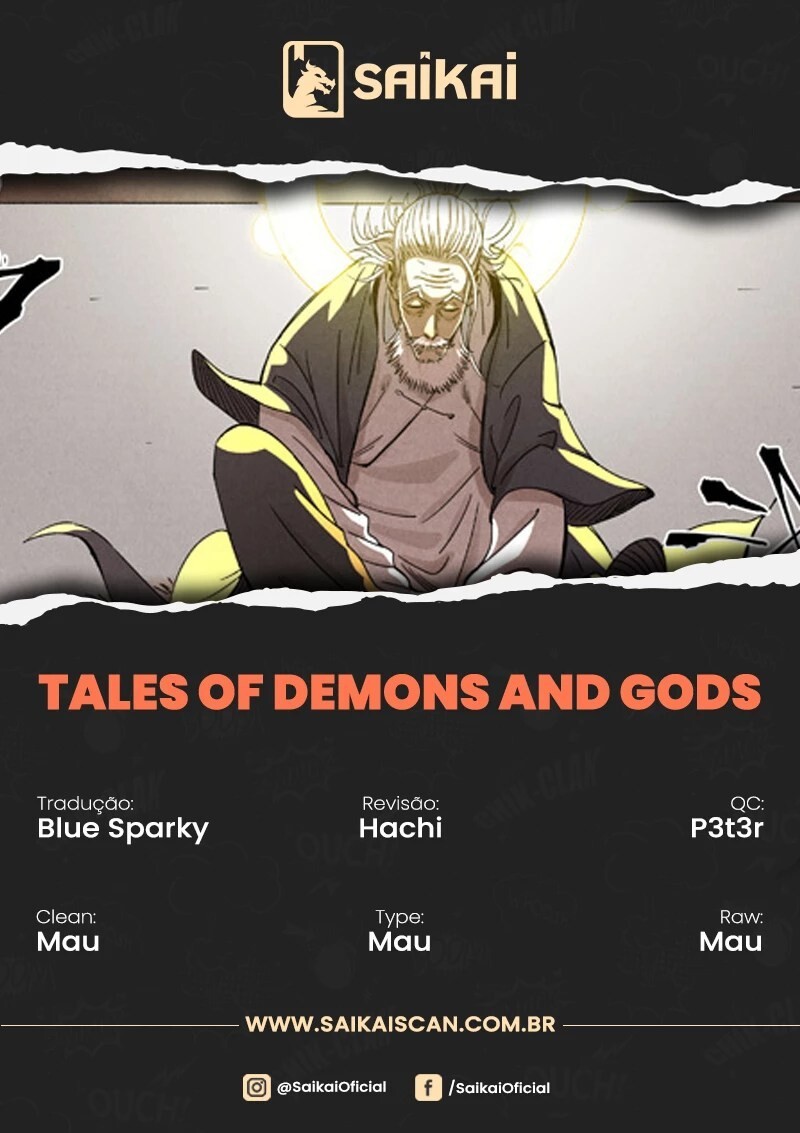 SAIKAI
TALES OF DEMONS AND GODS
Tradução:
Blue Sparky
Revisão:
Hachi
QC:
P3t3r
Clean:
Mau
Type:
Mau
Raw:
Mau
WWW.SAIKAISCAN.COM.BR
@SaikaiOficial
/SaikaiOficial